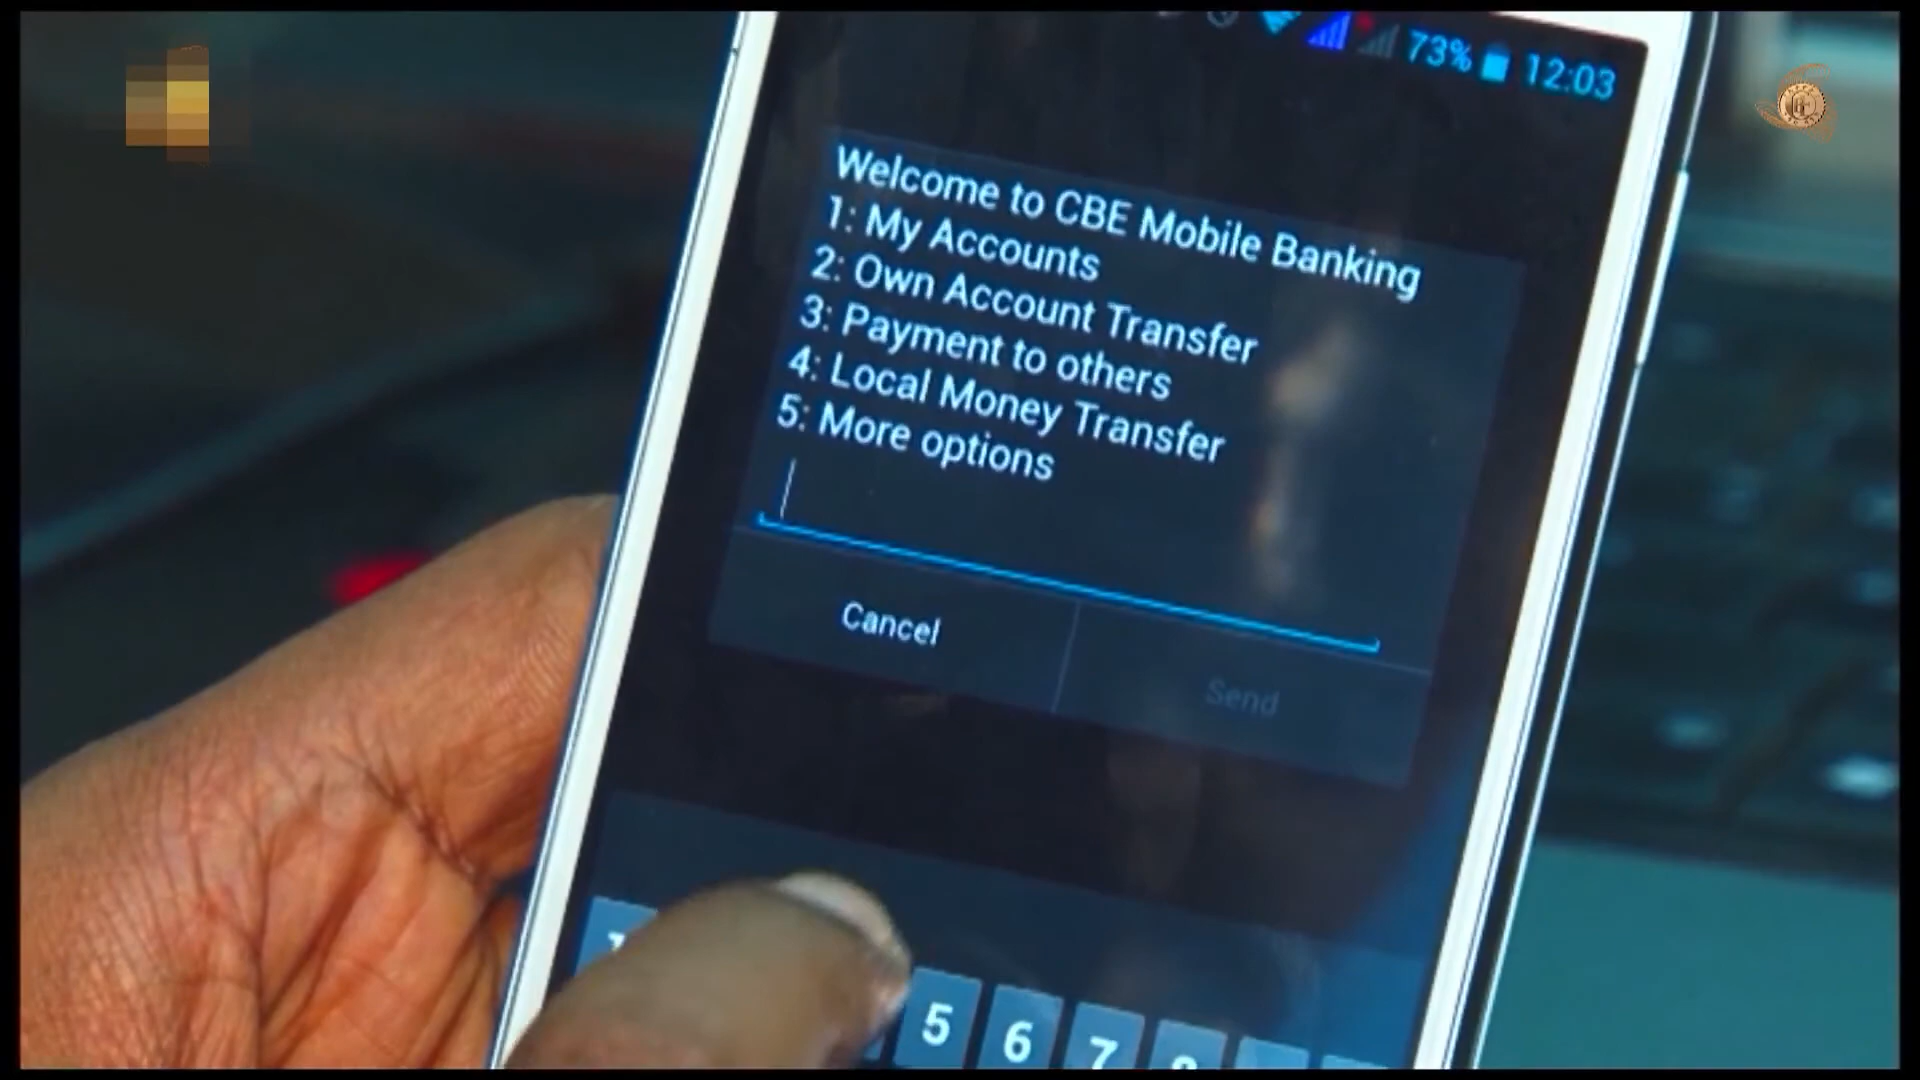 73% 12:03
Welcome to CBE Mobile Banking
1: My Accounts
2: Own Account Transfer
3: Payment to others
4: Local Money Transfer
5: More options
Cancel
Send
5 6 7